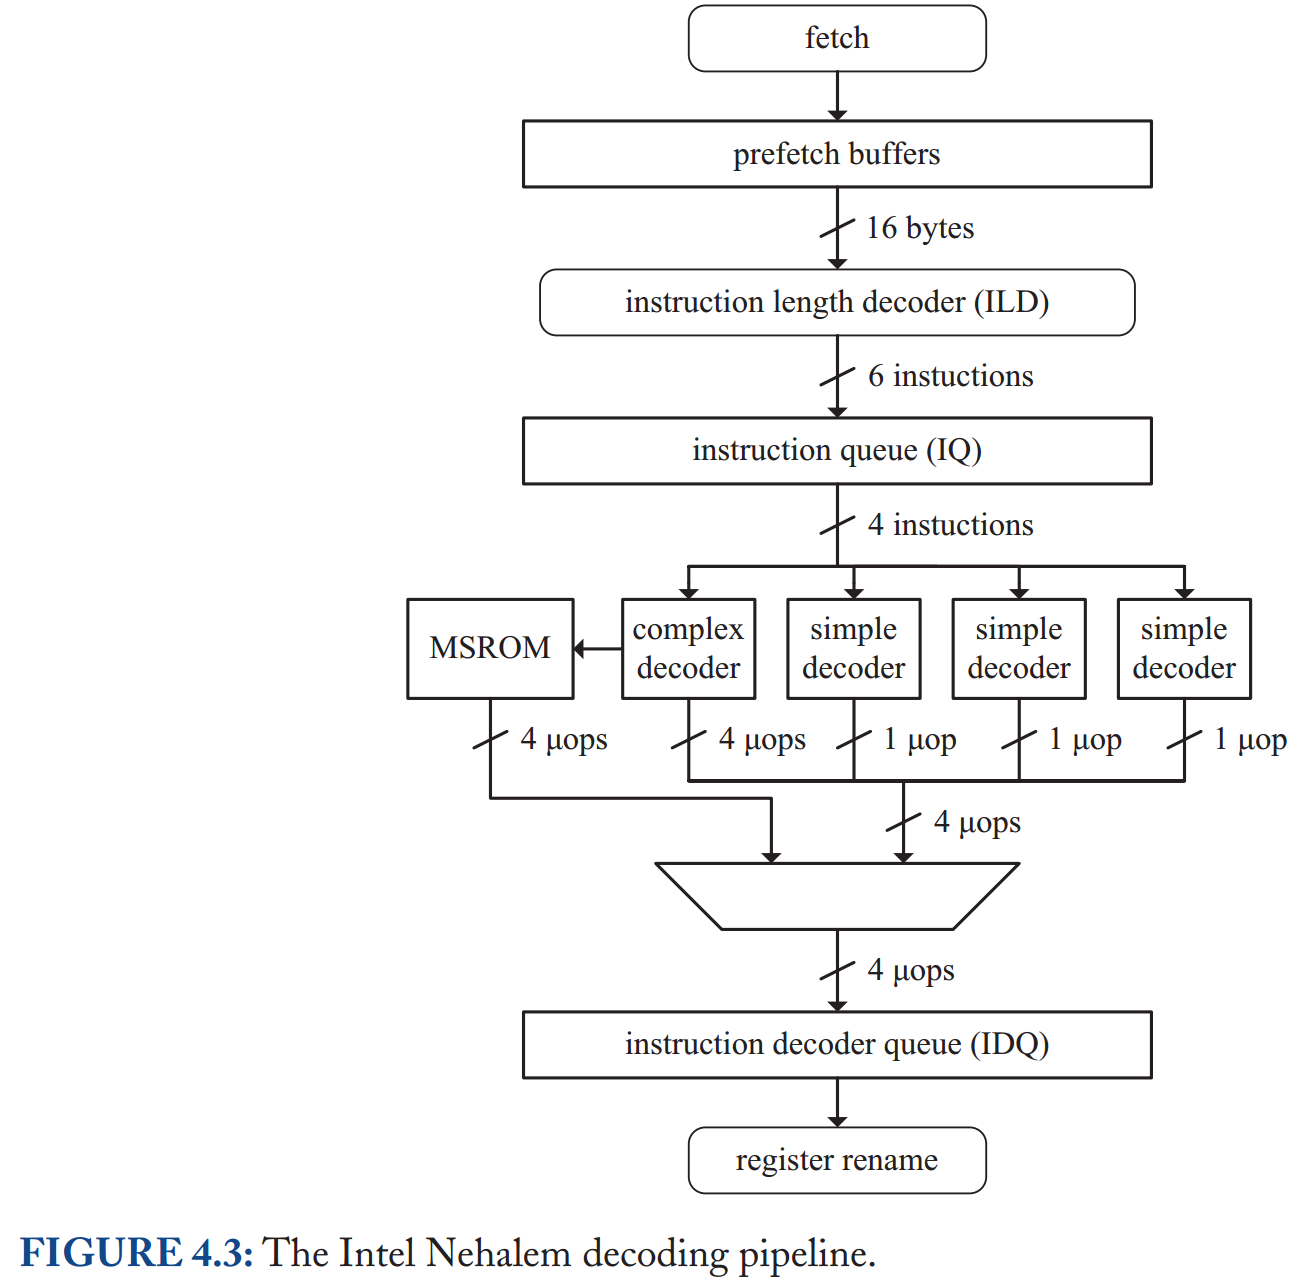 fetch
prefetch buffers
16 bytes
instruction length decoder (ILD)
6 instuctions
instruction queue (IQ)
4 instuctions
MSROM
complex
decoder
simple
decoder
simple
decoder
simple
decoder
4 μops
4 μops
1 μop
1 μop
1 μop
4 μops
4 μops
instruction decoder queue (IDQ)
register rename
FIGURE 4.3: The Intel Nehalem decoding pipeline.